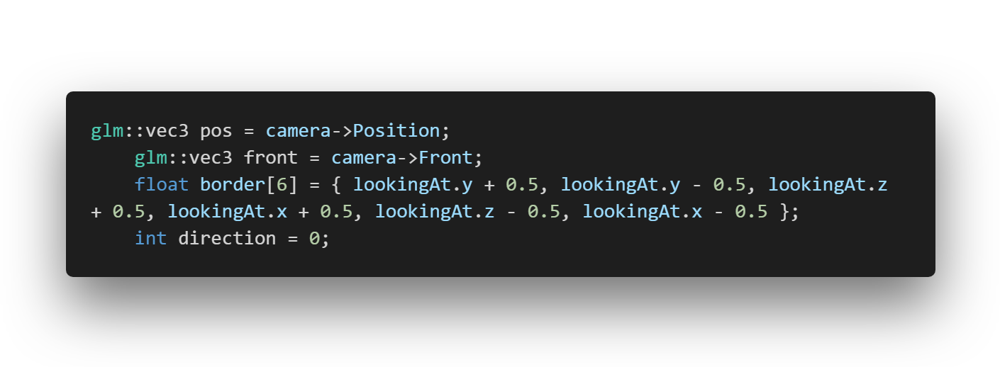 glm::vec3 pos = camera->Position;
    glm::vec3 front = camera->Front;
    float border[6] = { lookingAt.y + 0.5, lookingAt.y - 0.5, lookingAt.z
+ 0.5, lookingAt.x + 0.5, lookingAt.z - 0.5, lookingAt.x - 0.5 };
    int direction = 0;